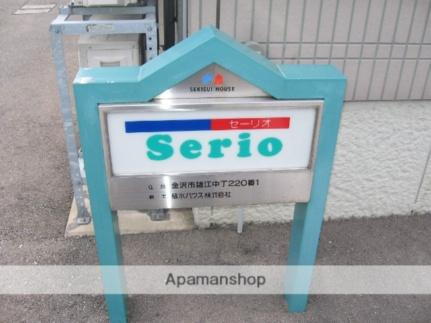 SEKISUI HOUSE
セーリオ
Serio
金沢市諸江中丁220番1
積水ハウス株式会社
Apamanshop